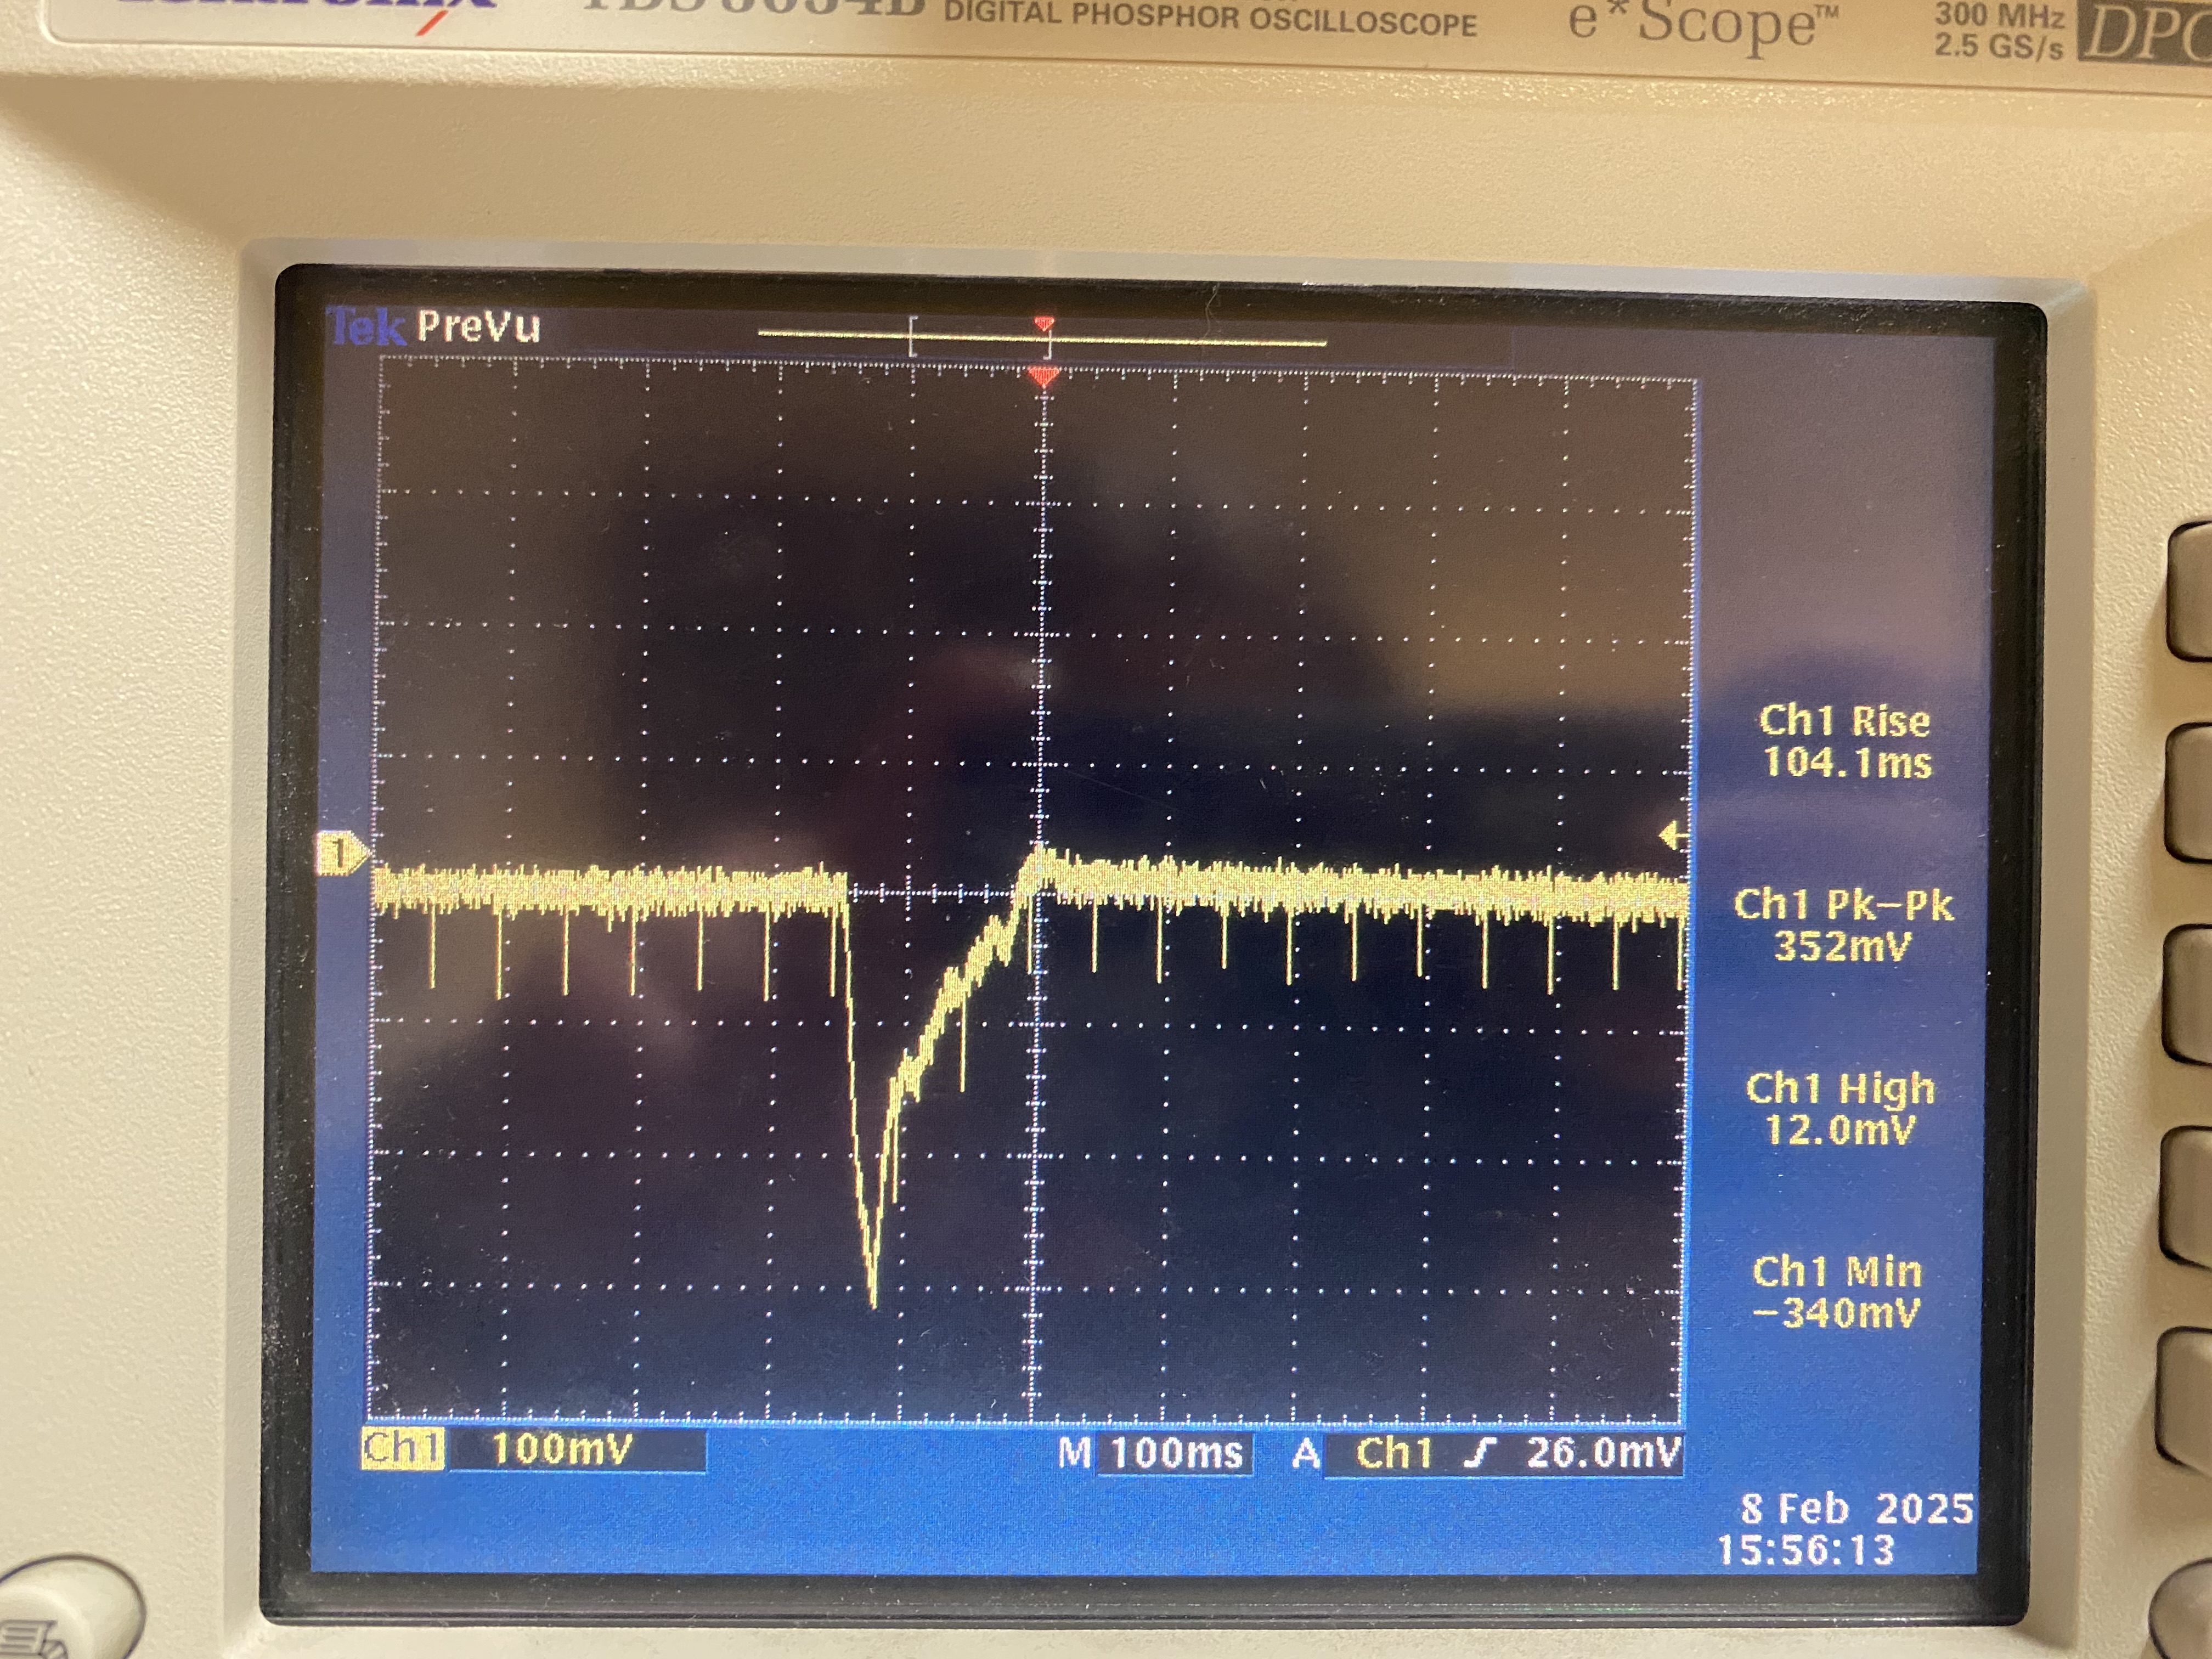 DIGITAL PHOSPHOR OSCILLOSCOPE
e*Scope™
300 MHz
2.5 GS/s
DPO
Tek PreVu
1
Ch1 Rise
104.1ms
Ch1 Pk-Pk
352mV
Ch1 High
12.0mV
Ch1 Min
-340mV
Ch1 100mV M 100ms A Ch1 26.0mV
8 Feb 2025
15:56:13